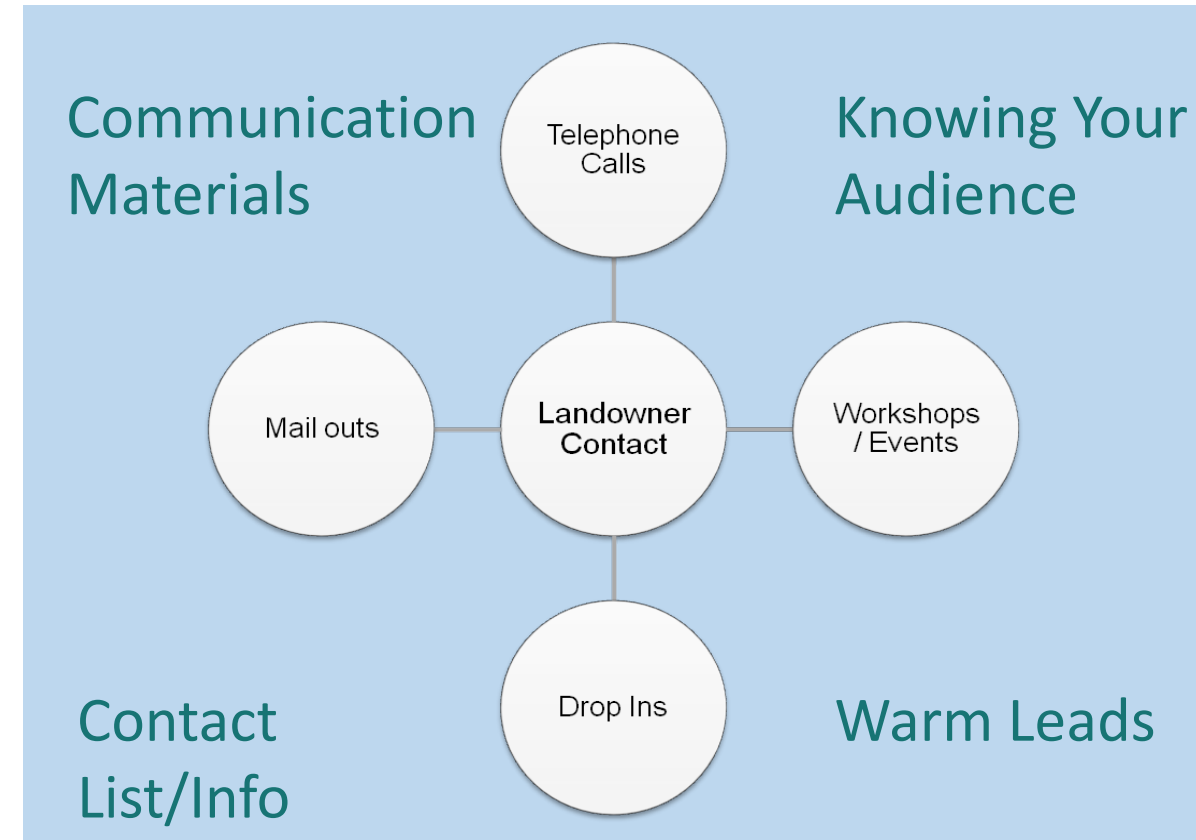 Communication
Materials
Telephone
Calls
Knowing Your
Audience
Mail outs
Landowner
Contact
Workshops
/ Events
Contact
List/Info
Drop Ins
Warm Leads